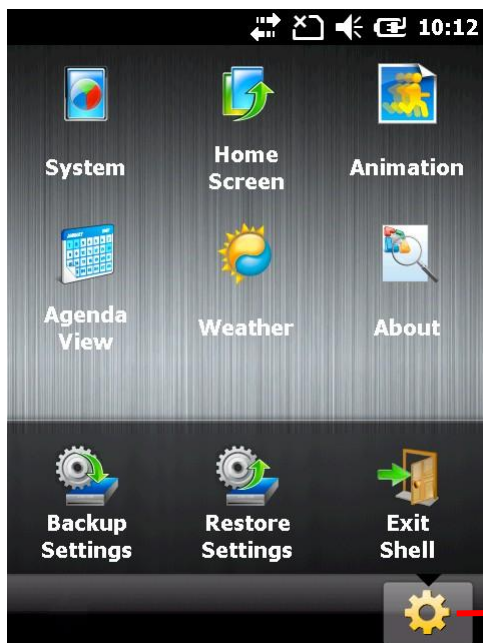 10:12
System
Home
Screen
Animation
Agenda
View
Weather
About
Backup
Settings
Restore
Settings
Exit
Shell